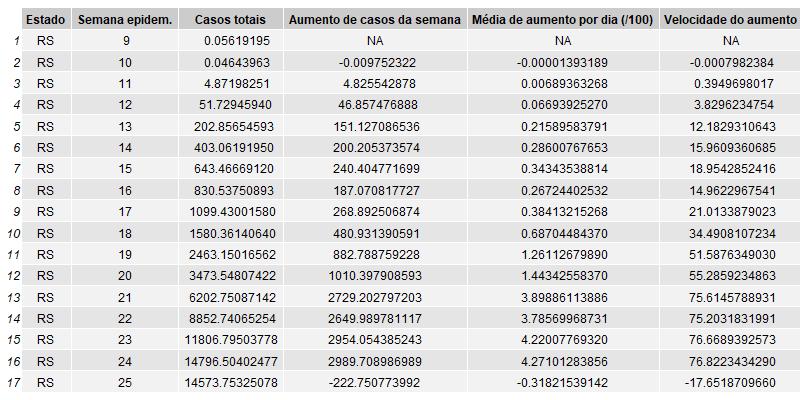 Estado Semana epidem. Casos totais Aumento de casos da semana Média de aumento por dia (/100) Velocidade do aumento
1 RS 9 0.05619195 NA NA NA
2 RS 10 0.04643963 -0.009752322 -0.00001393189 -0.0007982384
3 RS 11 4.87198251 4.825542878 0.00689363268 0.3949698017
4 RS 12 51.72945940 46.857476888 0.06693925270 3.8296234754
5 RS 13 202.85654593 151.127086536 0.21589583791 12.1829310643
6 RS 14 403.06191950 200.205373574 0.28600767653 15.9609360685
7 RS 15 643.46669120 240.404771699 0.34343538814 18.9542852416
8 RS 16 830.53750893 187.070817727 0.26724402532 14.9622967541
9 RS 17 1099.43001580 268.892506874 0.38413215268 21.0133879023
10 RS 18 1580.36140640 480.931390591 0.68704484370 34.4908107234
11 RS 19 2463.15016562 882.788759228 1.26112679890 51.5876349030
12 RS 20 3473.54807422 1010.397908593 1.44342558370 55.2859234863
13 RS 21 6202.75087142 2729.202797203 3.89886113886 75.6145788931
14 RS 22 8852.74065254 2649.989781117 3.78569968731 75.2031831991
15 RS 23 11806.79503778 2954.054385243 4.22007769320 76.6689392573
16 RS 24 14796.50402477 2989.708986989 4.27101283856 76.8223434290
17 RS 25 14573.75325078 -222.750773992 -0.31821539142 -17.6518709660